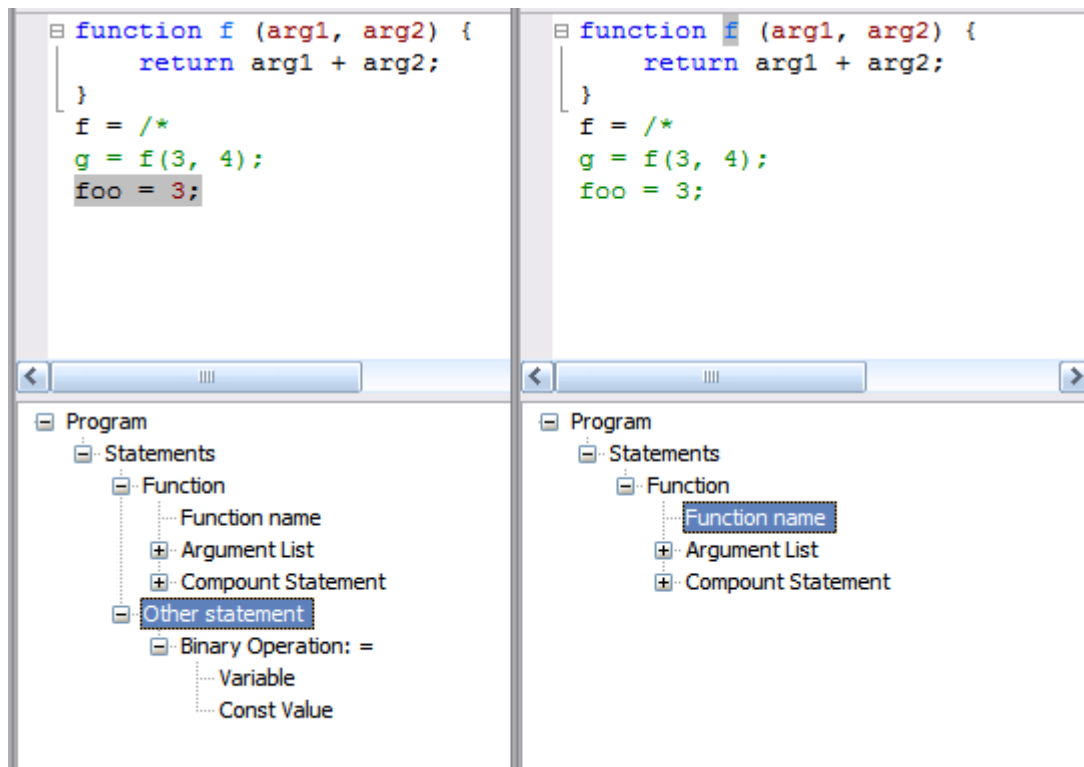 function f (arg1, arg2) {
return arg1 + arg2;
}
f = /*
g = f(3, 4);
foo = 3;
Program
Statements
Function
Function name
Argument List
Compount Statement
Other statement
Binary Operation: =
Variable
Const Value
function f (arg1, arg2) {
return arg1 + arg2;
}
f = /*
g = f(3, 4);
foo = 3;
Program
Statements
Function
Function name
Argument List
Compount Statement